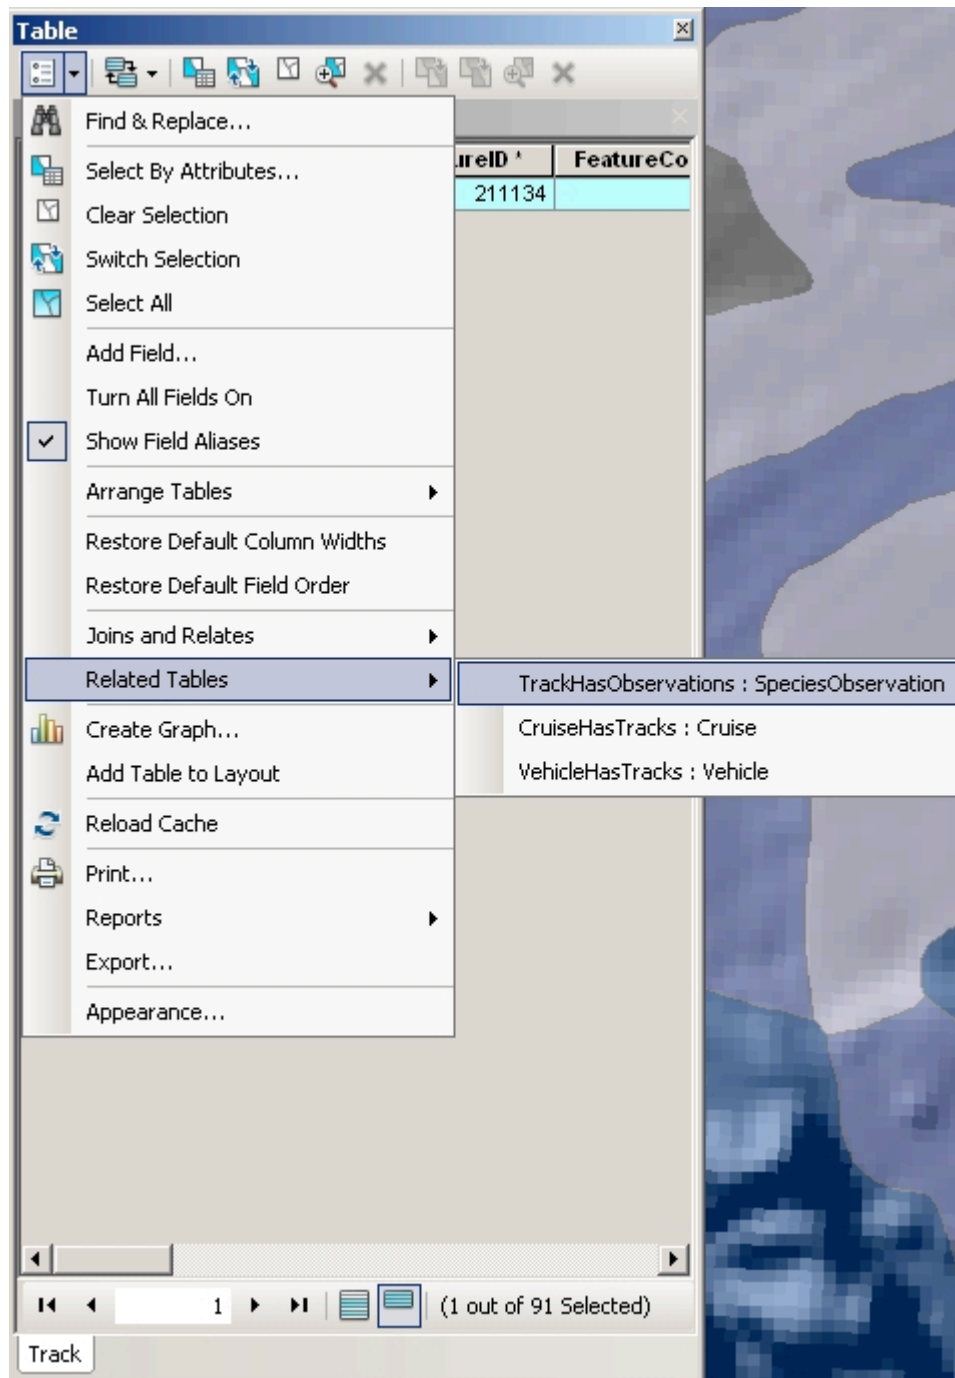 Table
Find & Replace...
ureID *
FeatureCo
Select By Attributes...
211134
Clear Selection
Switch Selection
Select All
Add Field...
Turn All Fields On
Show Field Aliases
Arrange Tables
Restore Default Column Widths
Restore Default Field Order
Joins and Relates
Related Tables
TrackHasObservations : SpeciesObservation
Create Graph...
CruiseHasTracks : Cruise
Add Table to Layout
VehicleHasTracks : Vehicle
Reload Cache
Print...
Reports
Export...
Appearance...
1
(1 out of 91 Selected)
Track